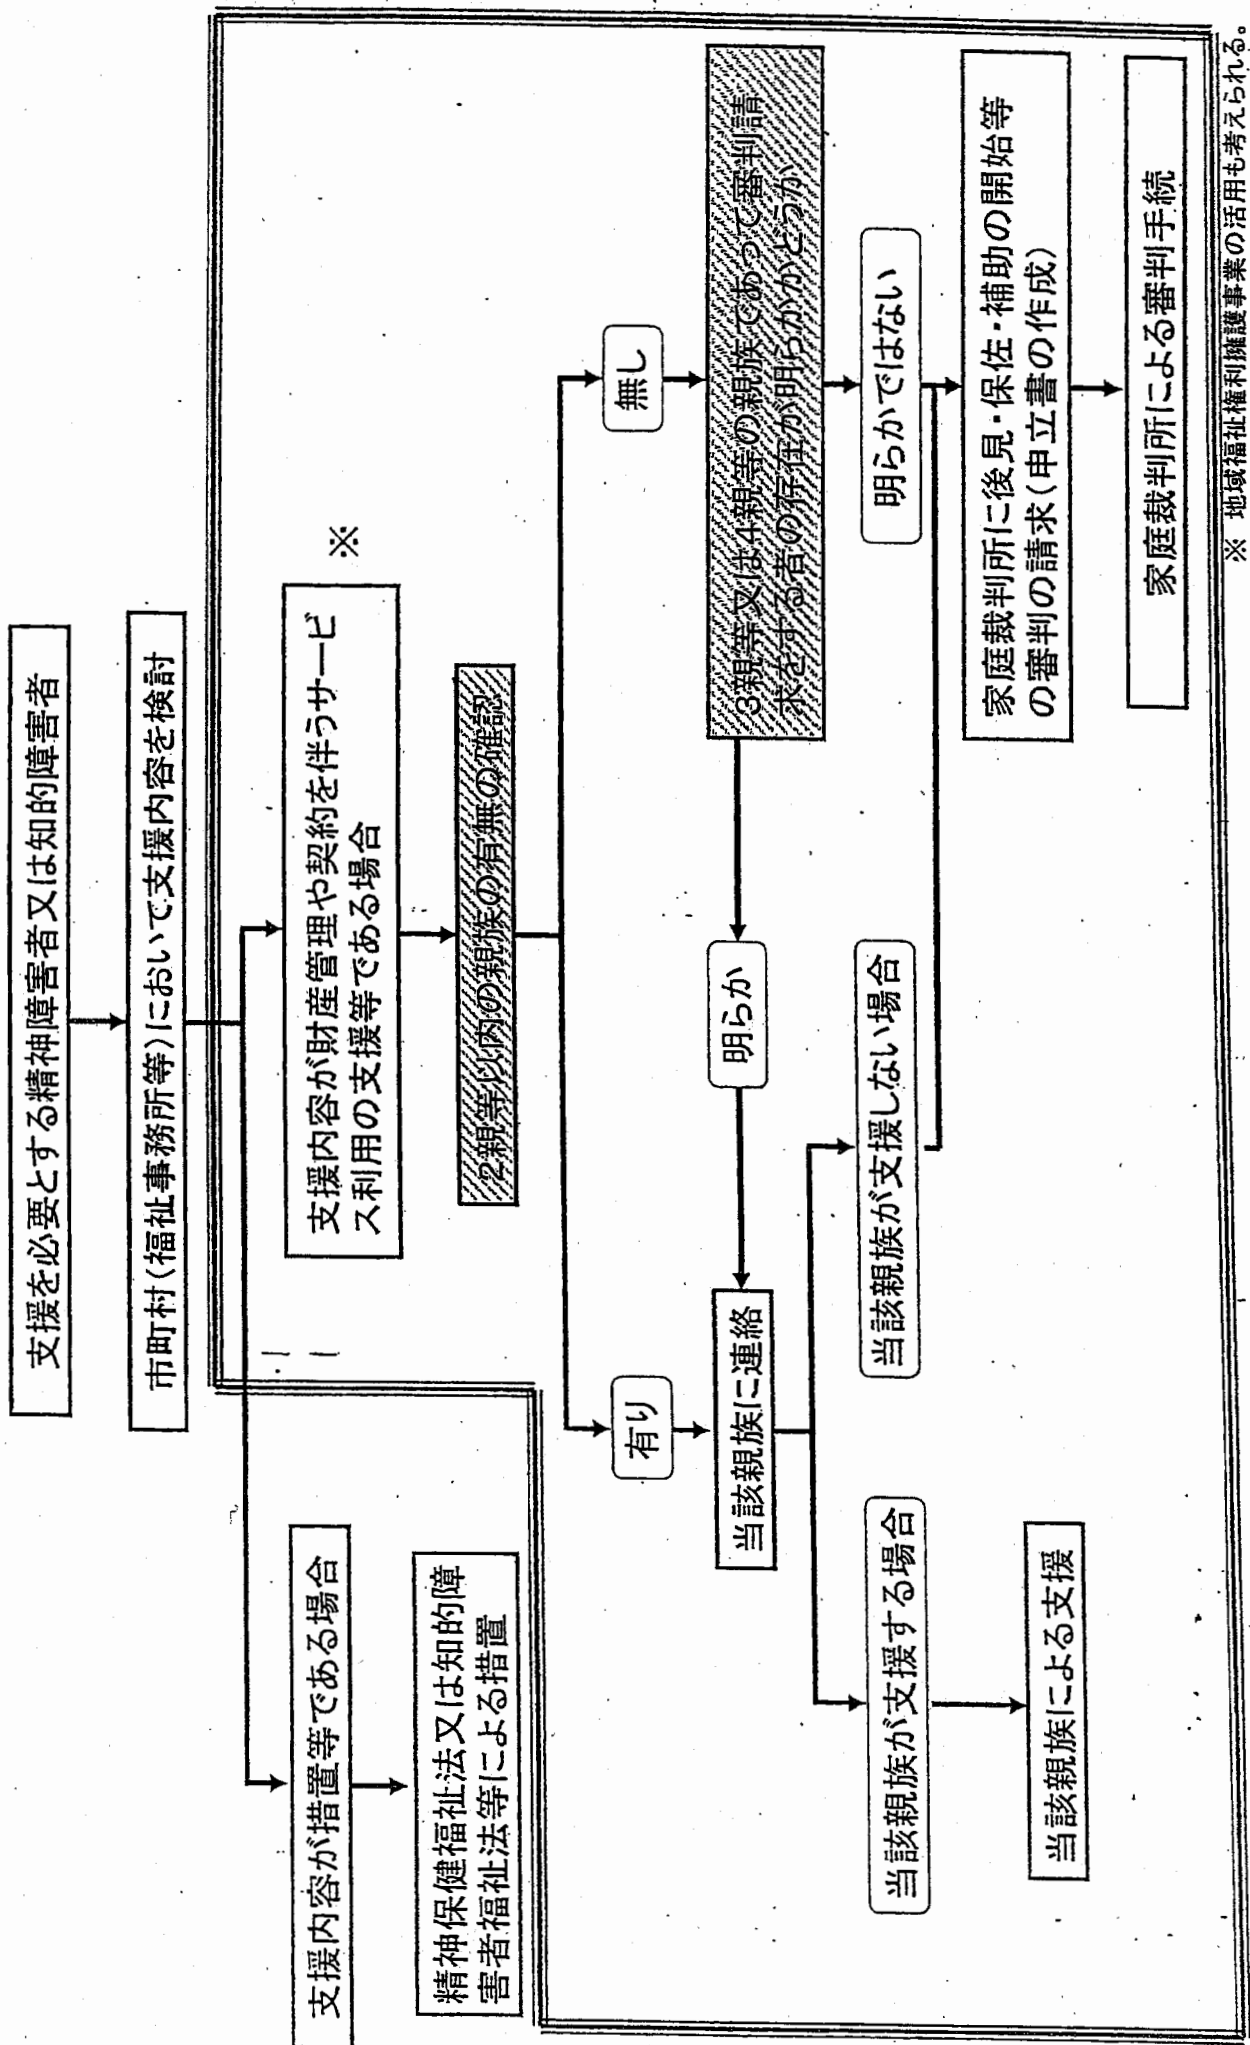 支援を必要とする精神障害者又は知的障害者
市町村(福祉事務所等)において支援内容を検討
支援内容が措置等である場合
精神保健福祉法又は知的障
害者福祉法等による措置
支援内容が財産管理や契約を伴うサービ
ス利用の支援等である場合
※
2親等以内の親族の有無の確認
有り
無し
当該親族に連絡
明らか
3親等又は4親等の親族であって審判請
求をする者の存在が明らかかどうか
当該親族が支援する場合
当該親族が支援しない場合
明らかではない
当該親族による支援
家庭裁判所に後見・保佐・補助の開始等
の審判の請求(申立書の作成)
家庭裁判所による審判手続
※ 地域福祉権利擁護事業の活用も考えられる。